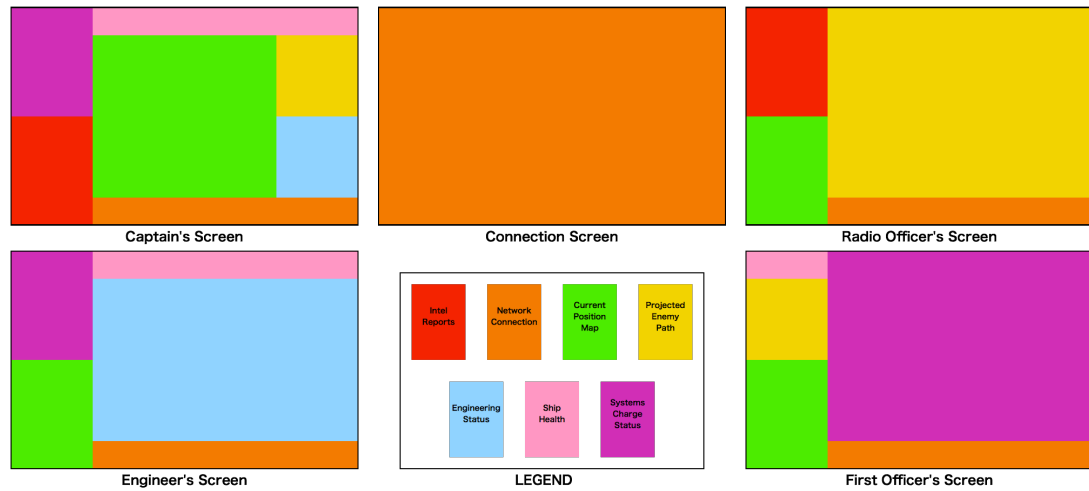 Captain's Screen
Connection Screen
Radio Officer's Screen
Intel
Reports
Network
Connection
Current
Position
Map
Projected
Enemy
Path
Engineering
Status
Ship
Health
Systems
Charge
Status
Engineer's Screen
LEGEND
First Officer's Screen